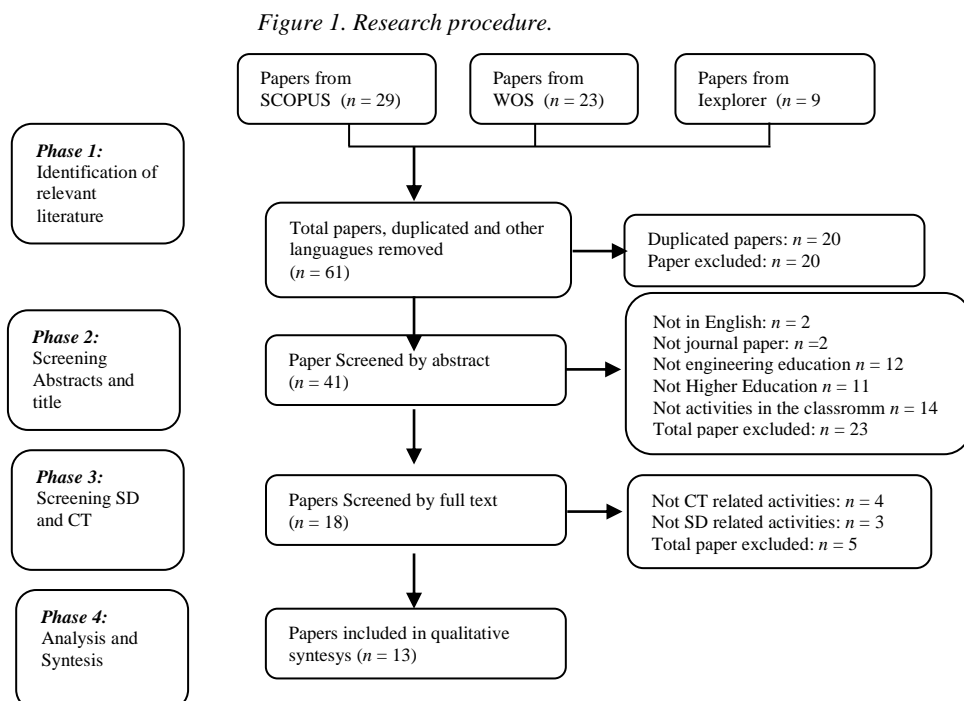 Figure 1. Research procedure.
Papers from
SCOPUS (n = 29)
Papers from
WOS (n = 23)
Papers from
Iexplorer (n = 9
Phase 1:
Identification of
relevant
literature
Total papers, duplicated and other
languagues removed
(n = 61)
Duplicated papers: n = 20
Paper excluded: n = 20
Phase 2:
Screening
Abstracts and
title
Paper Screened by abstract
(n = 41)
Not in English: n = 2
Not journal paper: n =2
Not engineering education n = 12
Not Higher Education n = 11
Not activities in the classromm n = 14
Total paper excluded: n = 23
Phase 3:
Screening SD
and CT
Papers Screened by full text
(n = 18)
Not CT related activities: n = 4
Not SD related activities: n = 3
Total paper excluded: n = 5
Phase 4:
Analysis and
Syntesis
Papers included in qualitative
syntesys (n = 13)